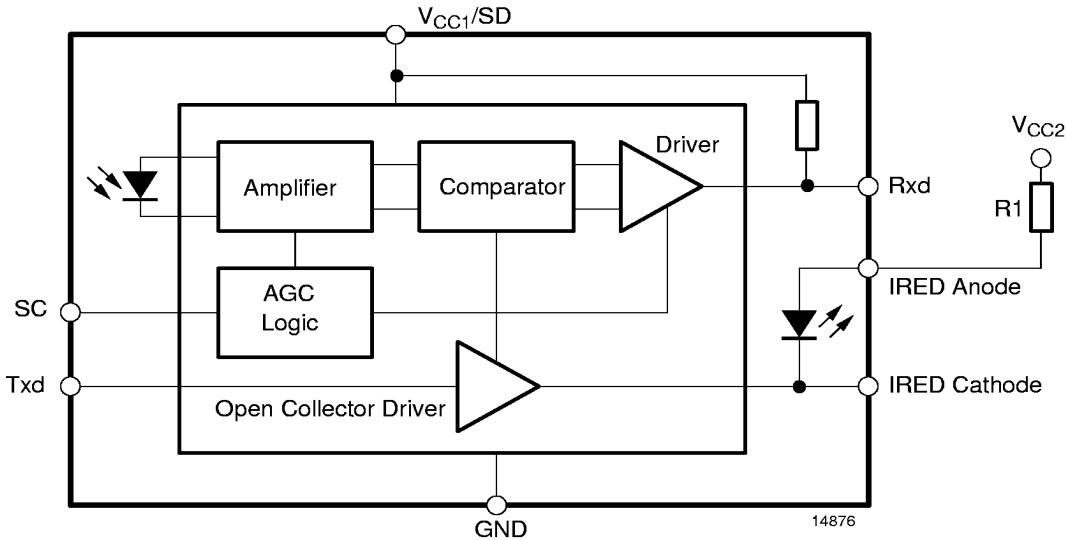 VCC1/SD
Driver
VCC2
Amplifier
Comparator
Rxd
R1
AGC
Logic
IRED Anode
SC
Txd
Open Collector Driver
IRED Cathode
14876
GND